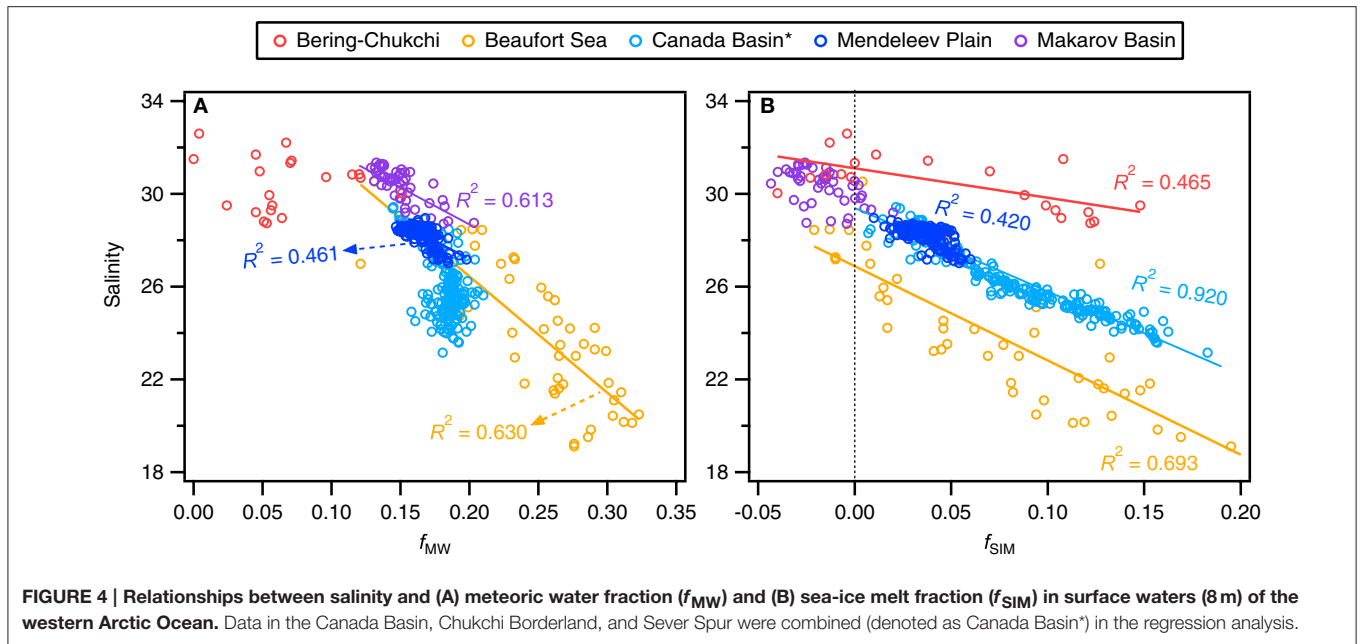 Bering-Chukchi Beaufort Sea Canada Basin* Mendeleev Plain Makarov Basin
A
B
34
30
26
22
18
Salinity
R² = 0.613
R² = 0.461
R² = 0.630
0.00 0.05 0.10 0.15 0.20 0.25 0.30 0.35
fMW
34
30
26
22
18
R² = 0.465
R² = 0.420
R² = 0.920
R² = 0.693
-0.05 0.00 0.05 0.10 0.15 0.20
fSIM
FIGURE 4 | Relationships between salinity and (A) meteoric water fraction (fMW) and (B) sea-ice melt fraction (fSIM) in surface waters (8 m) of the
western Arctic Ocean. Data in the Canada Basin, Chukchi Borderland, and Sever Spur were combined (denoted as Canada Basin*) in the regression analysis.